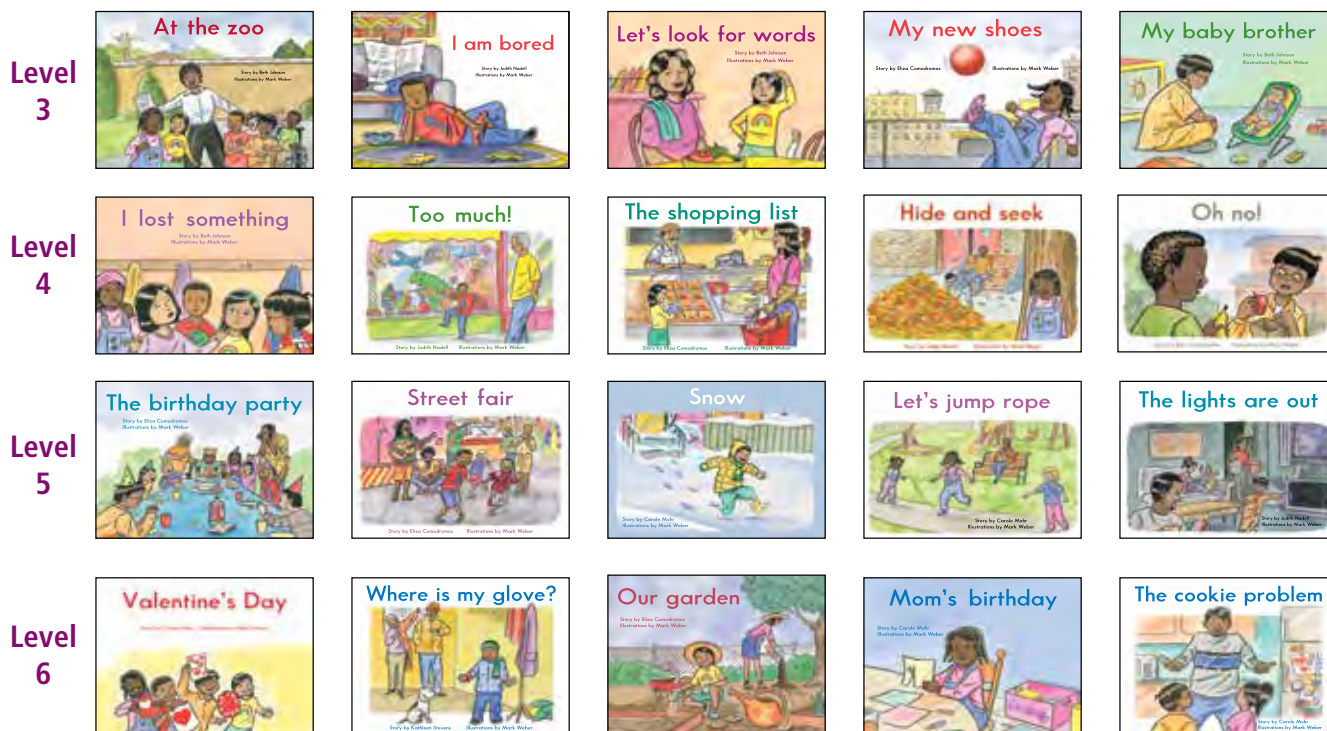 Level
3
At the zoo
Story by Beth Johnson
Illustrations by Mark Weber
I am bored
Story by Judith Nadell
Illustrations by Mark Weber
Let's look for words
Story by Beth Johnson
Illustrations by Mark Weber
My new shoes
Story by Eliza Comodromos Illustrations by Mark Weber
My baby brother
Story by Beth Johnson
Illustrations by Mark Weber
Level
4
I lost something
Story by Beth Johnson
Illustrations by Mark Weber
Too much!
Story by Judith Nadell Illustrations by Mark Weber
The shopping list
Story by Eliza Comodromos Illustrations by Mark Weber
Hide and seek
Oh no!
Level
5
The birthday party
Story by Eliza Comodromos
Illustrations by Mark Weber
Street fair
Story by Eliza Comodromos Illustrations by Mark Weber
Snow
Story by Carole Mohr
Illustrations by Mark Weber
Let's jump rope
Story by Carole Mohr
Illustrations by Mark Weber
The lights are out
Story by Judith Nadell
Illustrations by Mark Weber
Level
6
Valentine's Day
Where is my glove?
Story by Kathleen Stevens Illustrations by Mark Weber
Our garden
Story by Eliza Comodromos
Illustrations by Mark Weber
Mom's birthday
Story by Carole Mohr
Illustrations by Mark Weber
The cookie problem
Story by Carole Mohr
Illustrations by Mark Weber